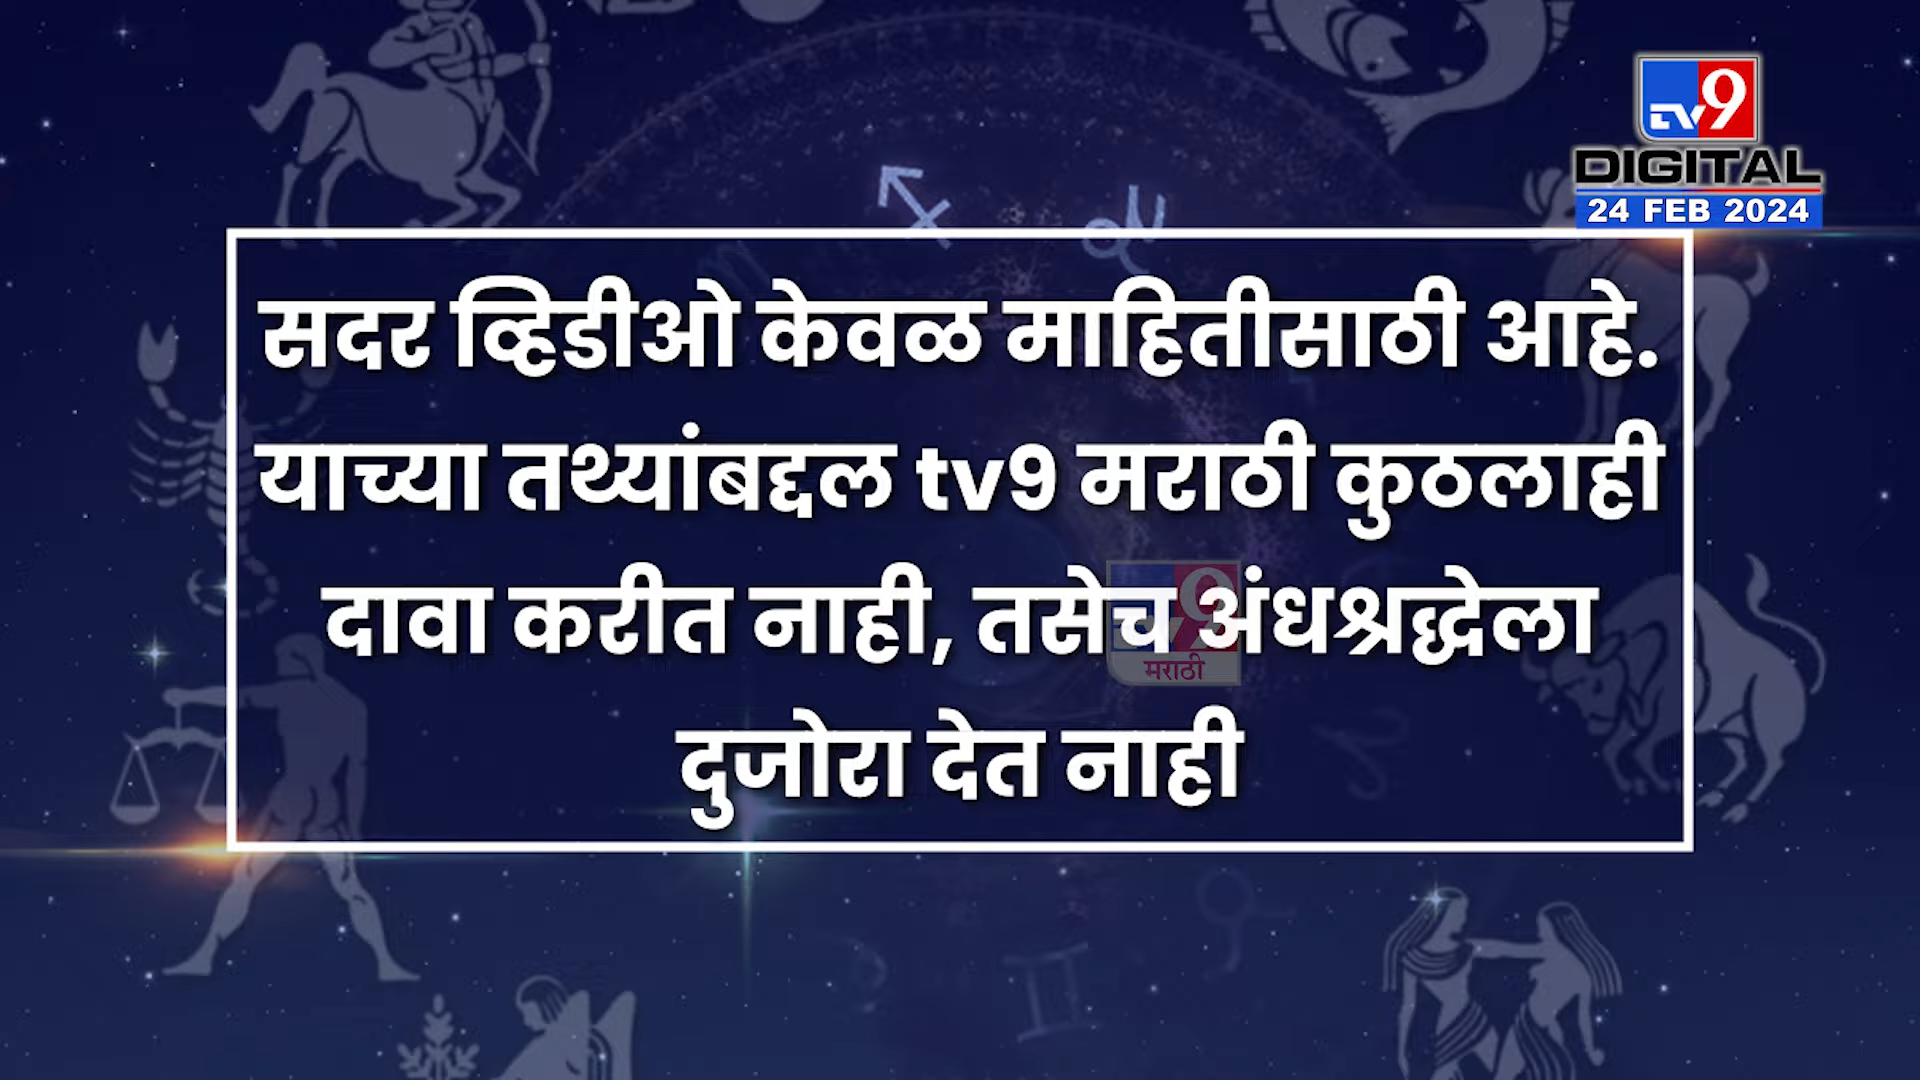 tv9
DIGITAL
24 FEB 2024
सदर व्हिडीओ केवळ माहितीसाठी आहे.
याच्या तथ्यांबद्दल tv9 मराठी कुठलाही
दावा करीत नाही, तसेच अंधश्रद्धेला
दुजोरा देत नाही
TV9
मराठी